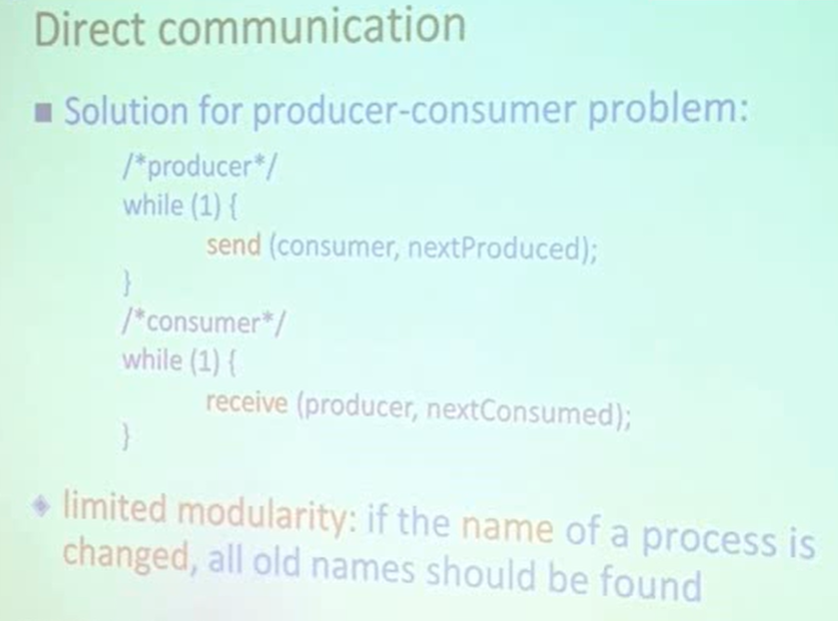 Direct communication
■ Solution for producer-consumer problem:
/*producer*/
while (1) {
send (consumer, nextProduced);
}
/*consumer*/
while (1) {
receive (producer, nextConsumed);
}
◆ limited modularity: if the name of a process is
changed, all old names should be found